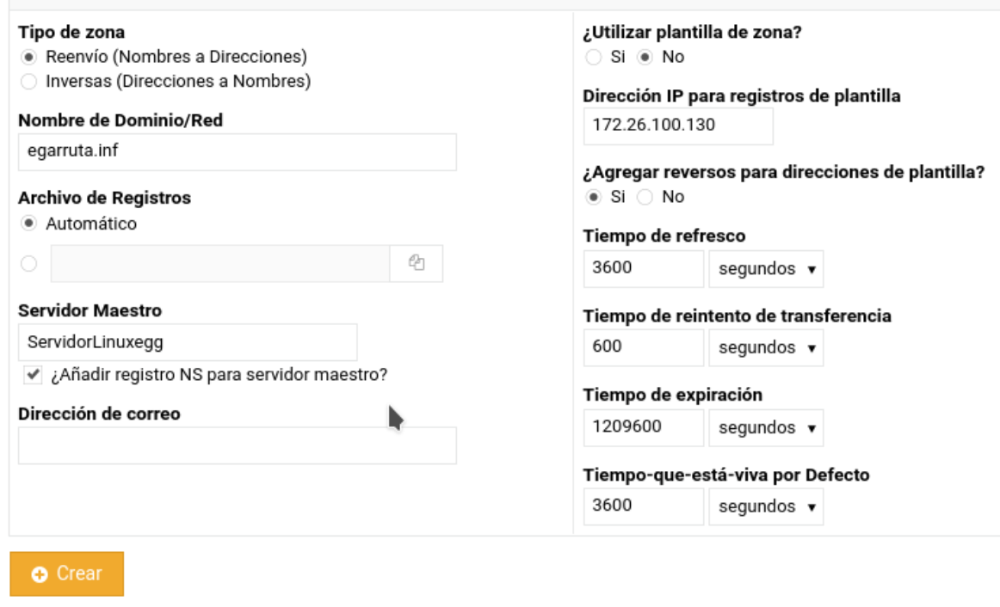 Tipo de zona
Reenvío (Nombres a Direcciones)
Inversas (Direcciones a Nombres)
Nombre de Dominio/Red
egarruta.inf
Archivo de Registros
Automático
Servidor Maestro
ServidorLinuxegg
¿Añadir registro NS para servidor maestro?
Dirección de correo
¿Utilizar plantilla de zona?
Si No
Dirección IP para registros de plantilla
172.26.100.130
¿Agregar reversos para direcciones de plantilla?
Si No
Tiempo de refresco
3600 segundos
Tiempo de reintento de transferencia
600 segundos
Tiempo de expiración
1209600 segundos
Tiempo-que-está-viva por Defecto
3600 segundos
Crear